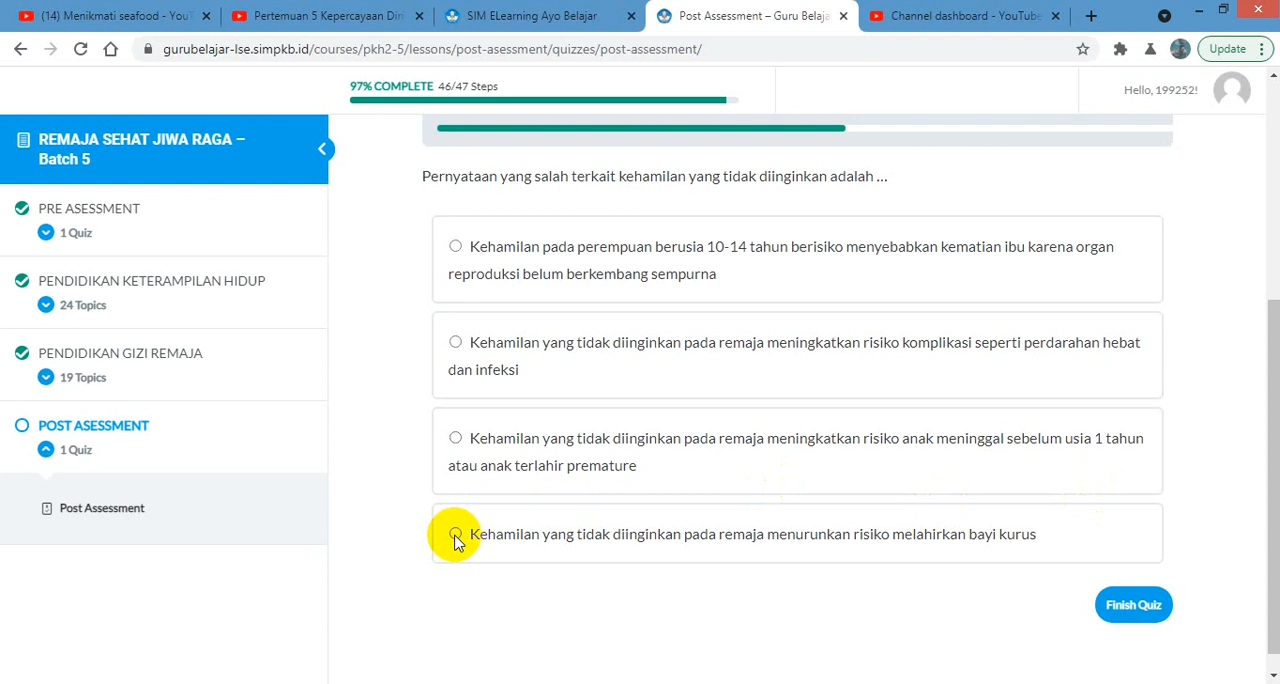 (14) Menikmati seafood - YouT
Pertemuan 5 Kepercayaan Diri
SIM ELearning Ayo Belajar
Post Assessment – Guru Belaja
Channel dashboard - YouTube
gurubelajar-lse.simpkb.id/courses/pkh2-5/lessons/post-asessment/quizzes/post-assessment/
Update
97% COMPLETE 46/47 Steps
Hello, 199252!
REMAJA SEHAT JIWA RAGA –
Batch 5
PRE ASESSMENT
1 Quiz
PENDIDIKAN KETERAMPILAN HIDUP
24 Topics
PENDIDIKAN GIZI REMAJA
19 Topics
POST ASESSMENT
1 Quiz
Post Assessment
Pernyataan yang salah terkait kehamilan yang tidak diinginkan adalah ...
Kehamilan pada perempuan berusia 10-14 tahun berisiko menyebabkan kematian ibu karena organ
reproduksi belum berkembang sempurna
Kehamilan yang tidak diinginkan pada remaja meningkatkan risiko komplikasi seperti perdarahan hebat
dan infeksi
Kehamilan yang tidak diinginkan pada remaja meningkatkan risiko anak meninggal sebelum usia 1 tahun
atau anak terlahir premature
Kehamilan yang tidak diinginkan pada remaja menurunkan risiko melahirkan bayi kurus
Finish Quiz